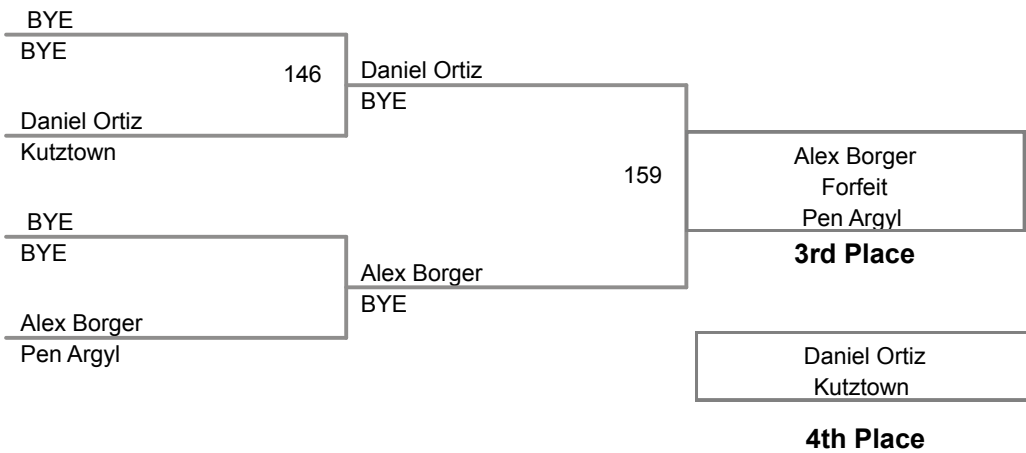 BYE
BYE
146
Daniel Ortiz
BYE
Daniel Ortiz
Kutztown
159
Alex Borger
Forfeit
Pen Argyl
3rd Place
BYE
BYE
Alex Borger
BYE
Alex Borger
Pen Argyl
Daniel Ortiz
Kutztown
4th Place